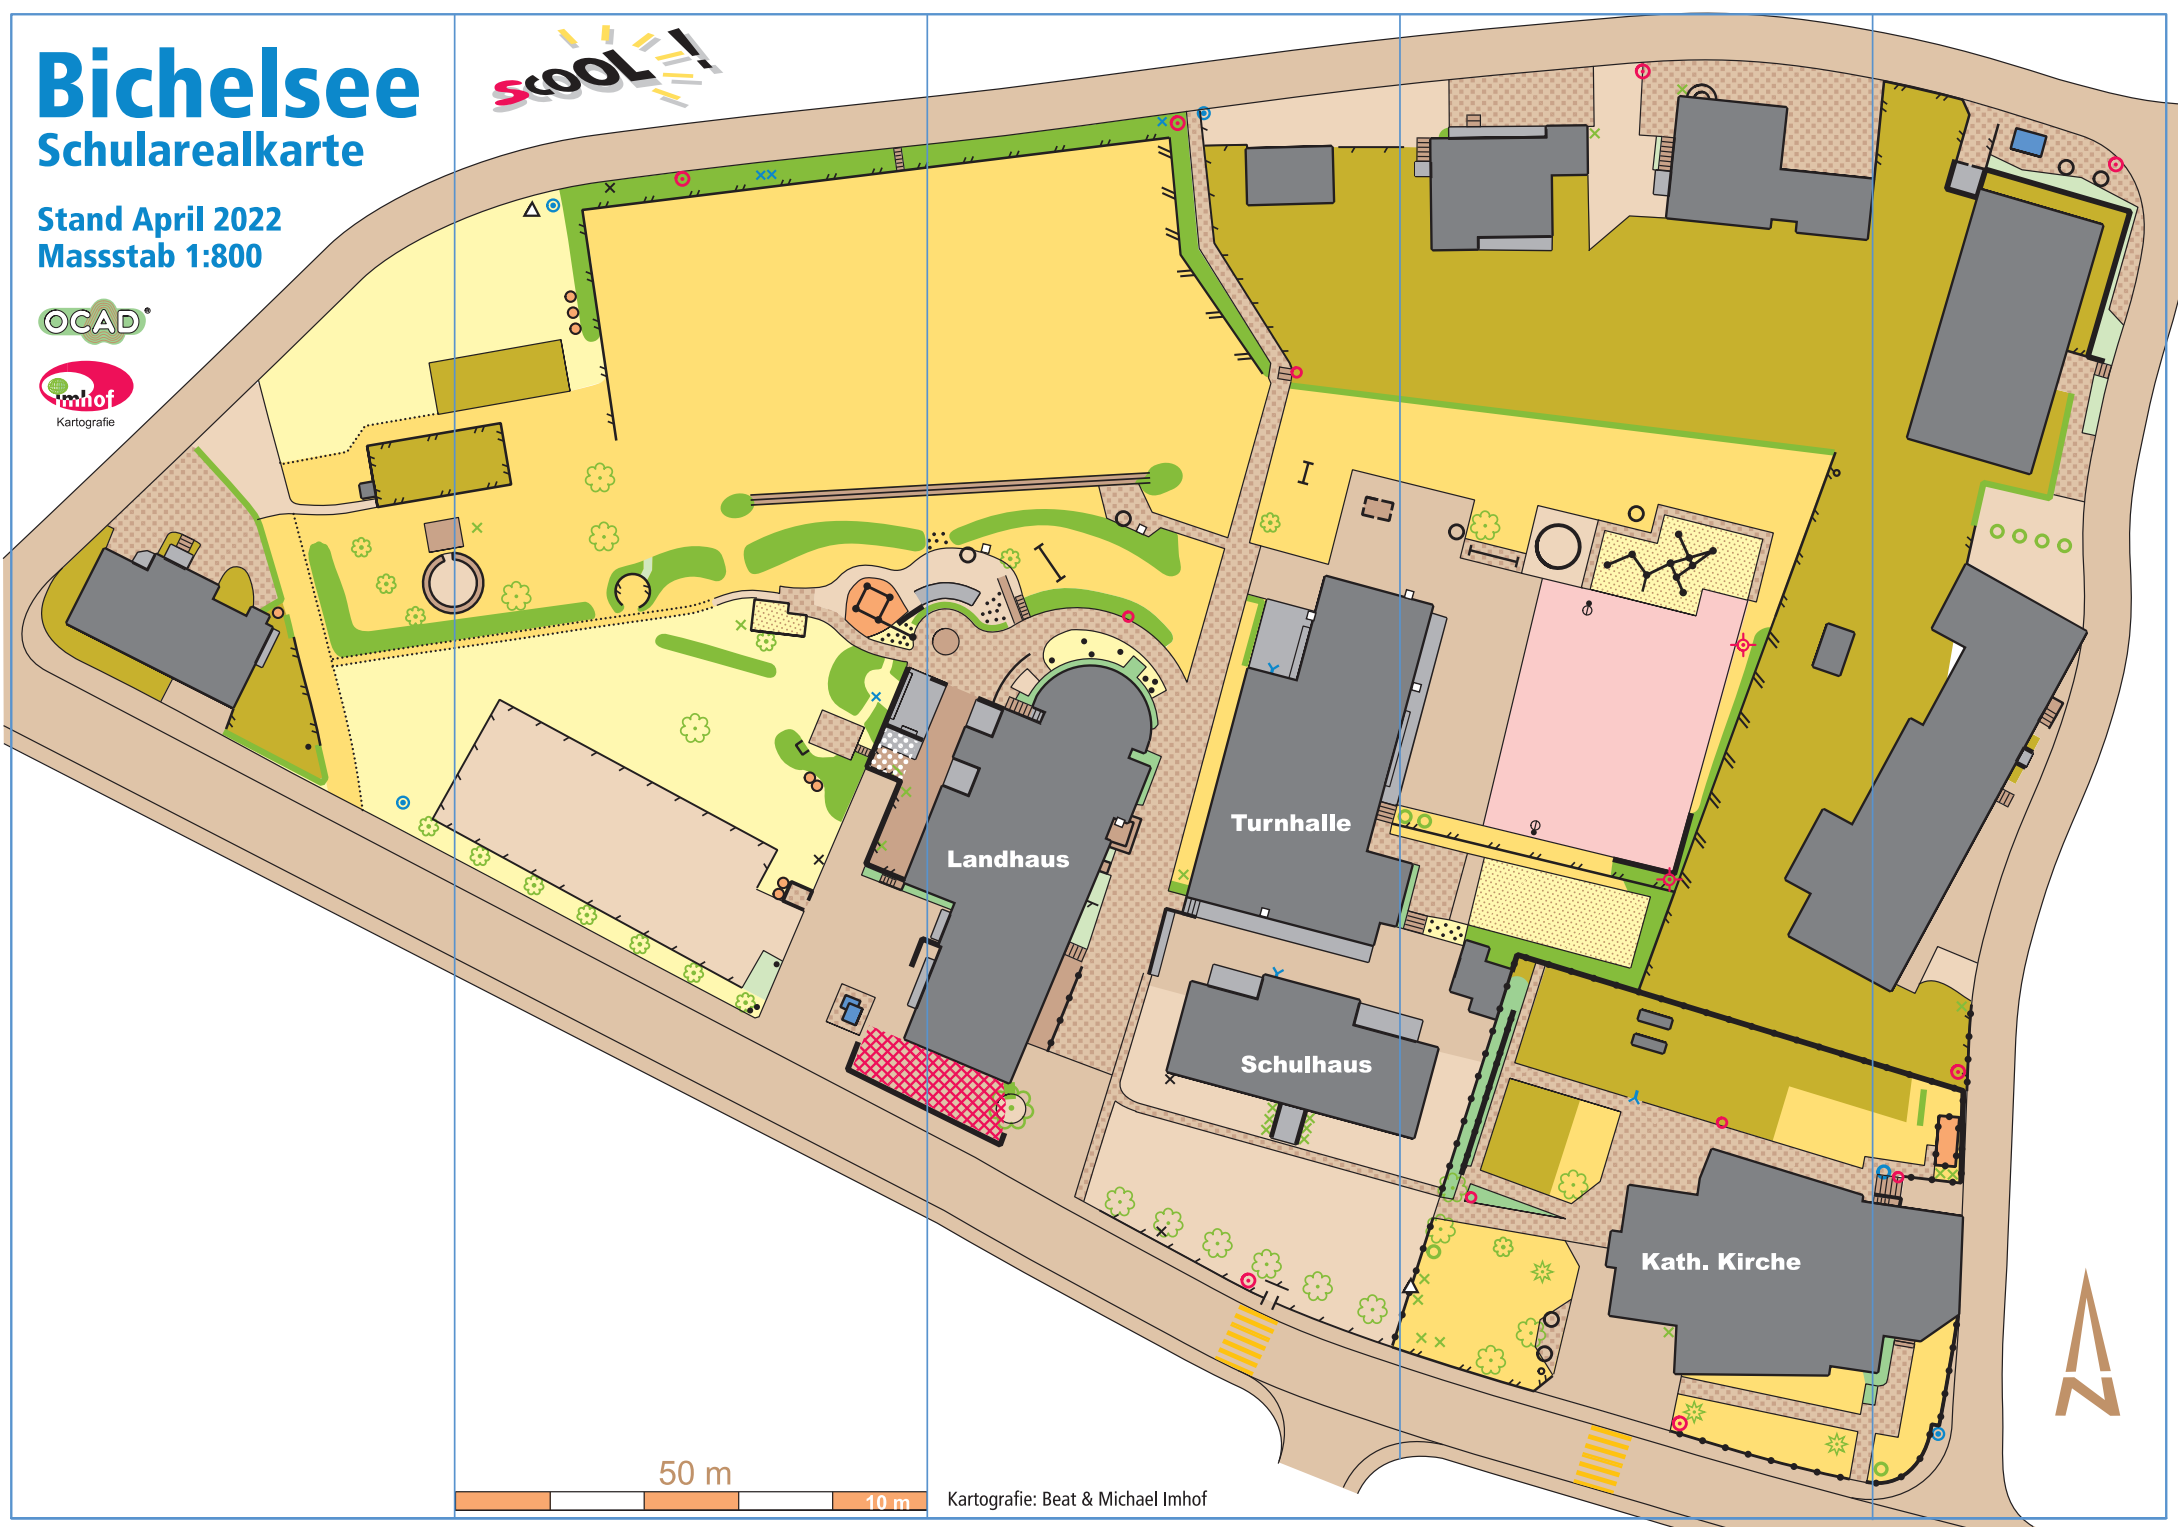 Bichelsee
Schularealkarte
Stand April 2022
Massstab 1:800
sCOOL!
OCAD®
imhof
Kartografie
Landhaus
Turnhalle
Schulhaus
Kath. Kirche
50 m
10 m
Kartografie: Beat & Michael Imhof
N